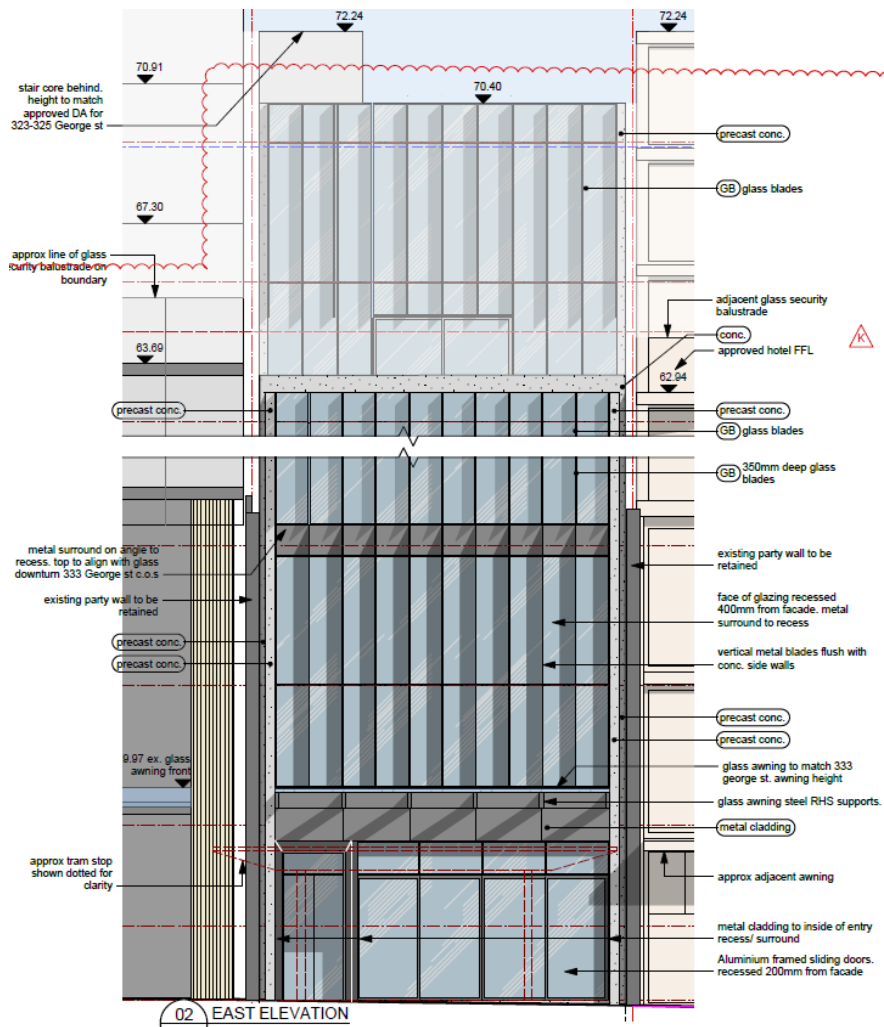 72.24
72.24
70.91
70.40
stair core behind.
height to match
approved DA for
323-325 George st
precast conc.
GB glass blades
67.30
approx line of glass
ecurity balustrade on
boundary
adjacent glass security
balustrade
conc.
approved hotel FFL
K
63.69
62.94
precast conc.
precast conc.
GB glass blades
GB 350mm deep glass
blades
metal surround on angle to
recess. top to align with glass
downturn 333 George st c.o.s
existing party wall to be
retained
existing party wall to be
retained
face of glazing recessed
400mm from facade. metal
surround to recess
precast conc.
precast conc.
vertical metal blades flush with
conc. side walls
precast conc.
precast conc.
9.97 ex. glass
awning front
glass awning to match 333
george st. awning height
glass awning steel RHS supports.
metal cladding
approx tram stop
shown dotted for
clarity
approx adjacent awning
metal cladding to inside of entry
recess/ surround
Aluminium framed sliding doors.
recessed 200mm from facade
02 EAST ELEVATION